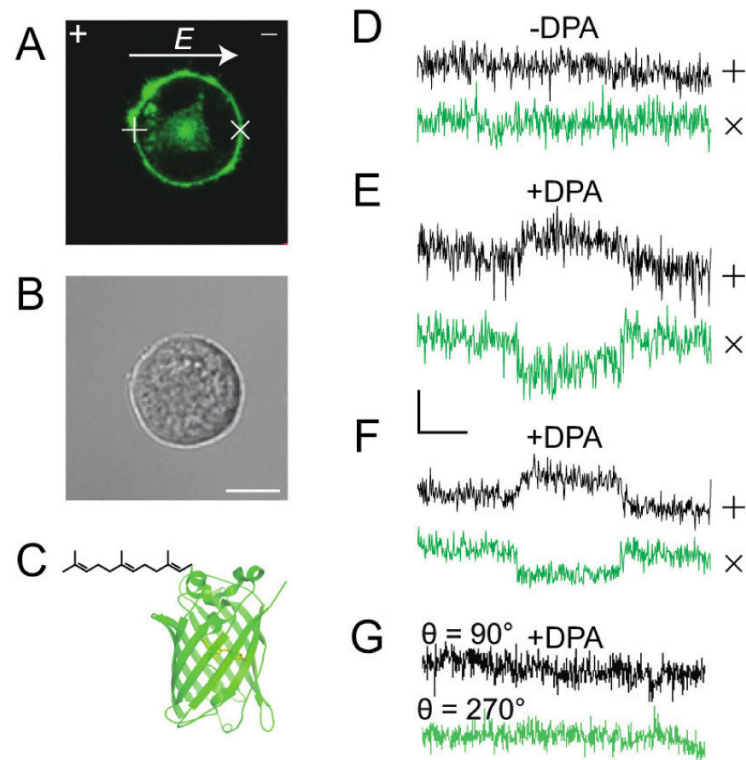 A
+
E
−
+
×
B
C
D
-DPA
+
×
E
+DPA
+
×
F
+DPA
+
×
G
θ = 90°
+DPA
θ = 270°